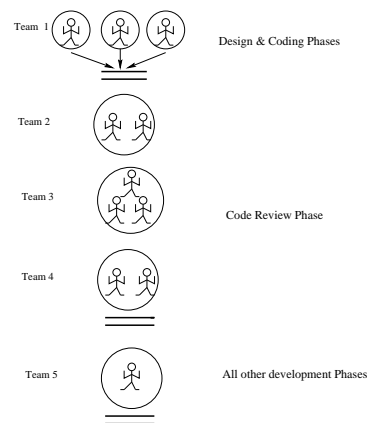 Team 1
Design & Coding Phases
Team 2
Team 3
Code Review Phase
Team 4
Team 5
All other development Phases